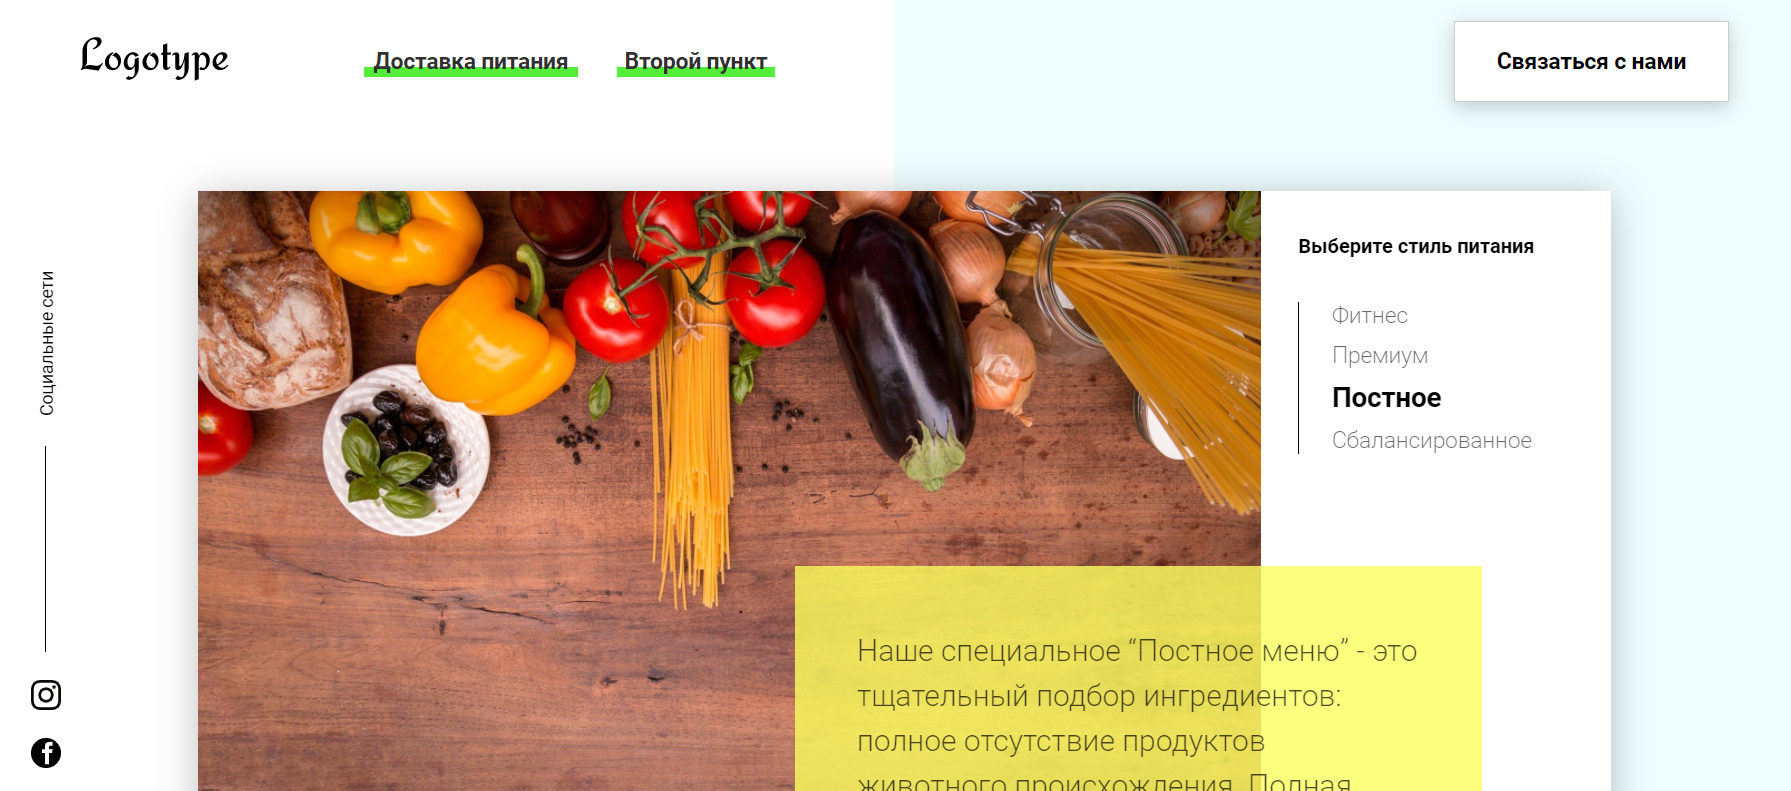 Logotype
Доставка питания
Второй пункт
Связаться с нами
Социальные сети
Выберите стиль питания
Фитнес
Премиум
Постное
Сбалансированное
Наше специальное “Постное меню” - это
тщательный подбор ингредиентов:
полное отсутствие продуктов
животного происхождения. Полная